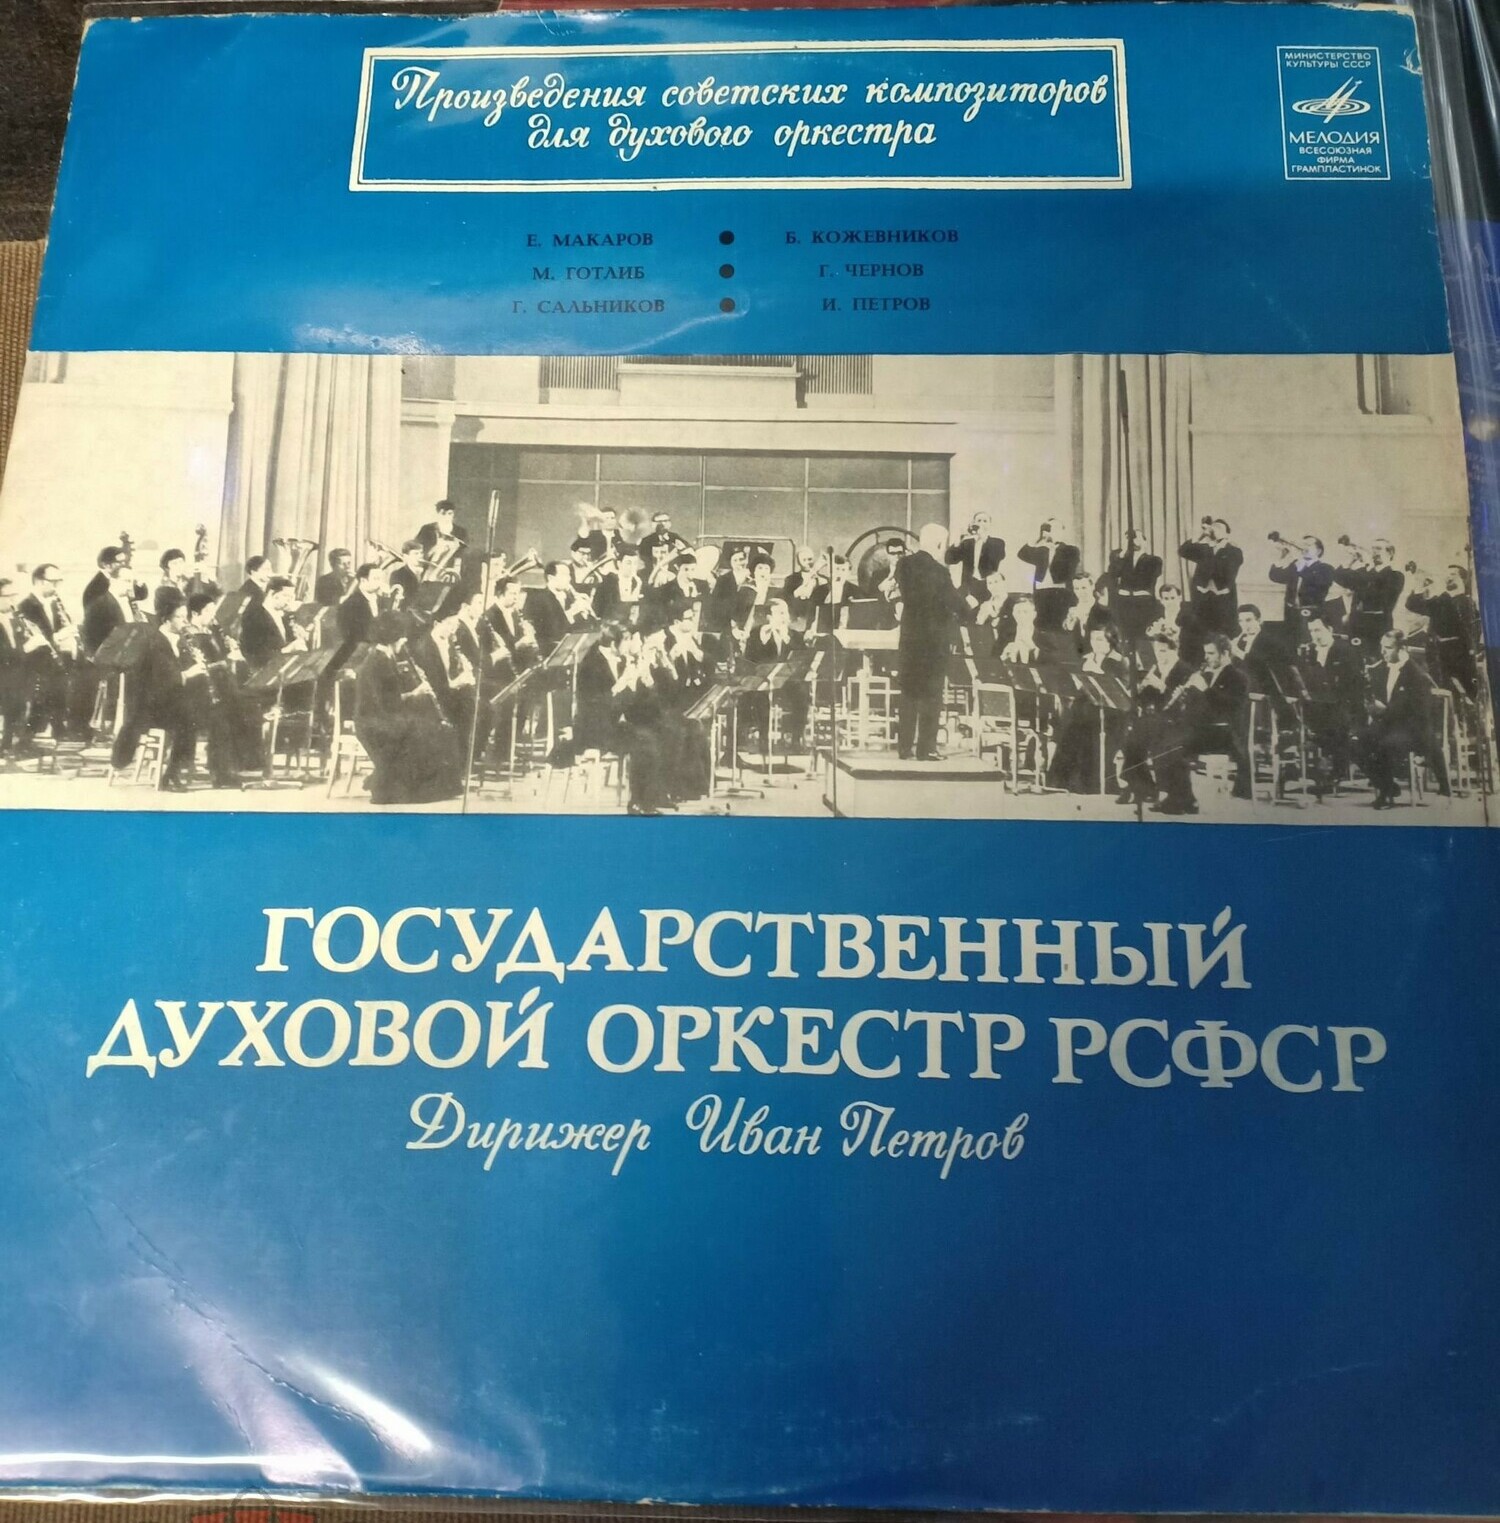 Произведения советских композиторов
для духового оркестра
МИНИСТЕРСТВО
КУЛЬТУРЫ СССР
МЕЛОДИЯ
ВСЕСОЮЗНАЯ
ФИРМА
ГРАМПЛАСТИНОК
Е. МАКАРОВ ● Б. КОЖЕВНИКОВ
М. ГОТЛИБ ● Г. ЧЕРНОВ
Г. САЛЬНИКОВ ● И. ПЕТРОВ
ГОСУДАРСТВЕННЫЙ
ДУХОВОЙ ОРКЕСТР РСФСР
Дирижер Иван Петров